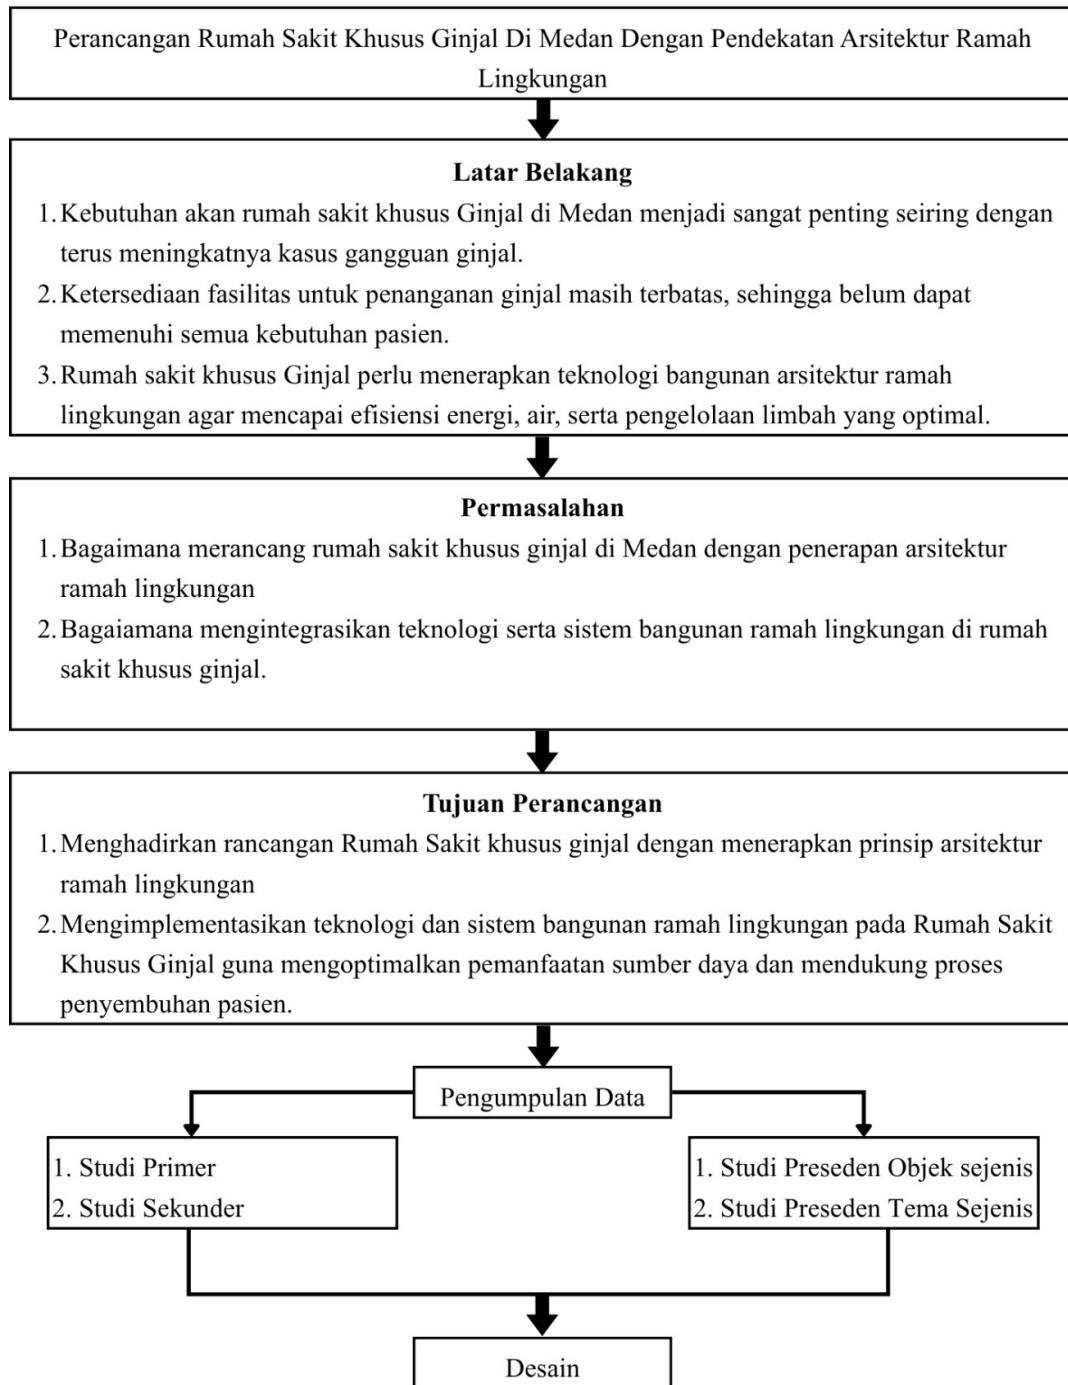 Perancangan Rumah Sakit Khusus Ginjal Di Medan Dengan Pendekatan Arsitektur Ramah
Lingkungan
Latar Belakang
1. Kebutuhan akan rumah sakit khusus Ginjal di Medan menjadi sangat penting seiring dengan
terus meningkatnya kasus gangguan ginjal.
2. Ketersediaan fasilitas untuk penanganan ginjal masih terbatas, sehingga belum dapat
memenuhi semua kebutuhan pasien.
3. Rumah sakit khusus Ginjal perlu menerapkan teknologi bangunan arsitektur ramah
lingkungan agar mencapai efisiensi energi, air, serta pengelolaan limbah yang optimal.
Permasalahan
1. Bagaimana merancang rumah sakit khusus ginjal di Medan dengan penerapan arsitektur
ramah lingkungan
2. Bagaiamana mengintegrasikan teknologi serta sistem bangunan ramah lingkungan di rumah
sakit khusus ginjal.
Tujuan Perancangan
1. Menghadirkan rancangan Rumah Sakit khusus ginjal dengan menerapkan prinsip arsitektur
ramah lingkungan
2. Mengimplementasikan teknologi dan sistem bangunan ramah lingkungan pada Rumah Sakit
Khusus Ginjal guna mengoptimalkan pemanfaatan sumber daya dan mendukung proses
penyembuhan pasien.
Pengumpulan Data
1. Studi Primer
2. Studi Sekunder
1. Studi Preseden Objek sejenis
2. Studi Preseden Tema Sejenis
Desain